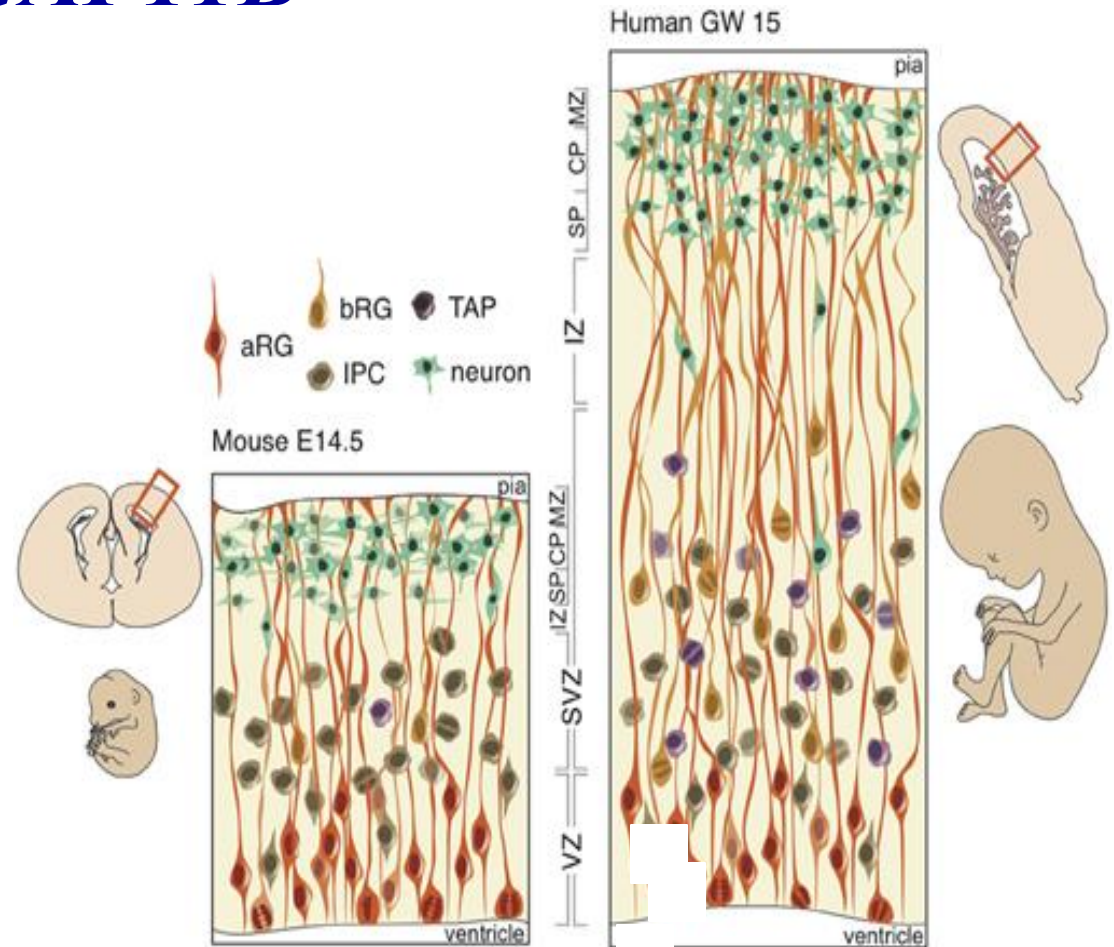 Human GW 15
pia
MZ
CP
SP
IZ
bRG
TAP
aRG
IPC
neuron
Mouse E14.5
pia
MZ
CP
SP
IZ
SVZ
VZ
ventricle
ventricle